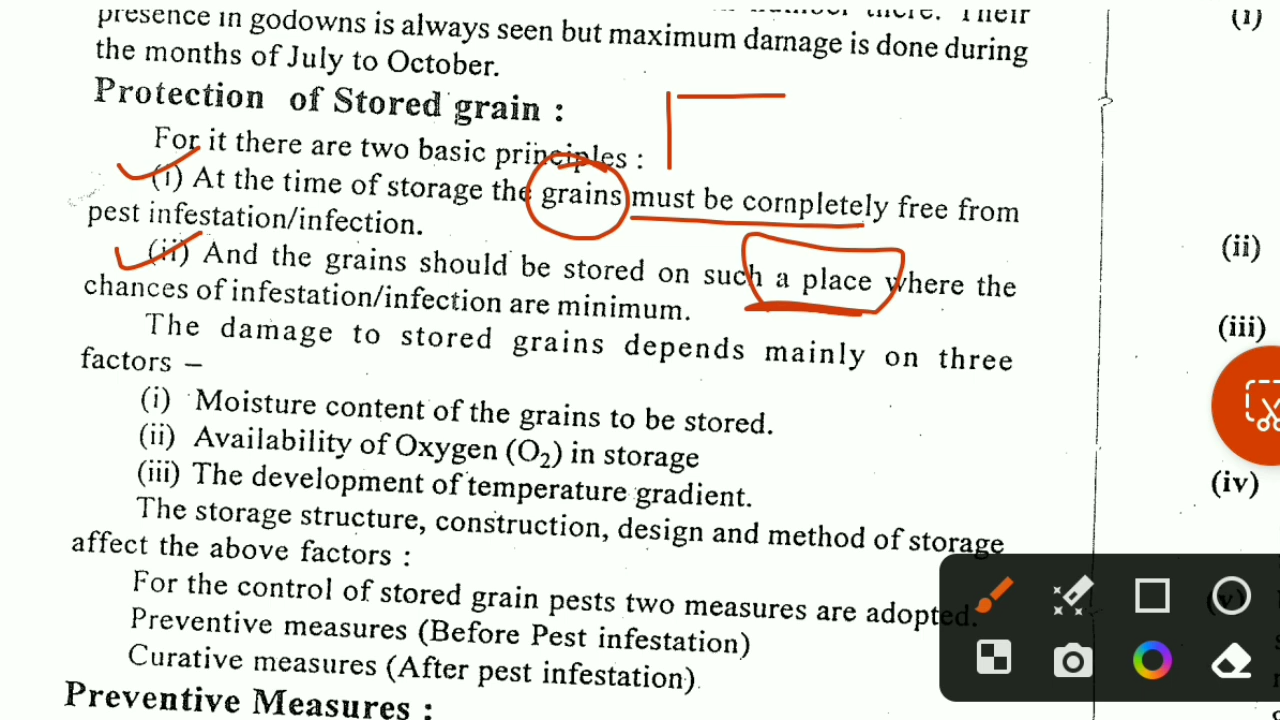 presence in godowns is always seen but maximum damage is done during
the months of July to October.
Protection of Stored grain :
For it there are two basic principles :
(i) At the time of storage the grains must be completely free from
pest infestation/infection.
(ii) And the grains should be stored on such a place where the
chances of infestation/infection are minimum.
The damage to stored grains depends mainly on three
factors –
(i) Moisture content of the grains to be stored.
(ii) Availability of Oxygen (O₂) in storage
(iii) The development of temperature gradient.
The storage structure, construction, design and method of storage
affect the above factors :
For the control of stored grain pests two measures are adopted.
Preventive measures (Before Pest infestation)
Curative measures (After pest infestation)
Preventive Measures :
(i)
(ii)
(iii)
(iv)